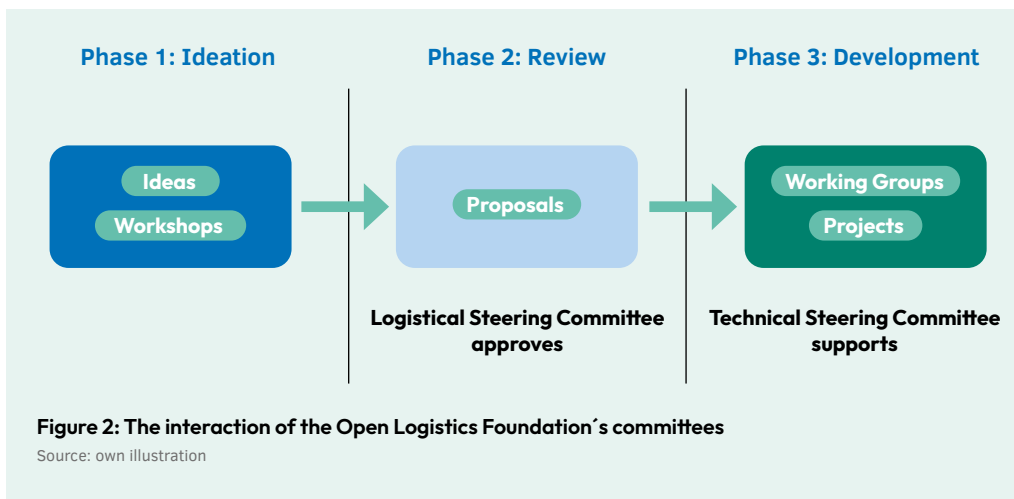 Phase 1: Ideation
Phase 2: Review
Phase 3: Development
Ideas
Workshops
Proposals
Working Groups
Projects
Logistical Steering Committee
approves
Technical Steering Committee
supports
Figure 2: The interaction of the Open Logistics Foundation´s committees
Source: own illustration